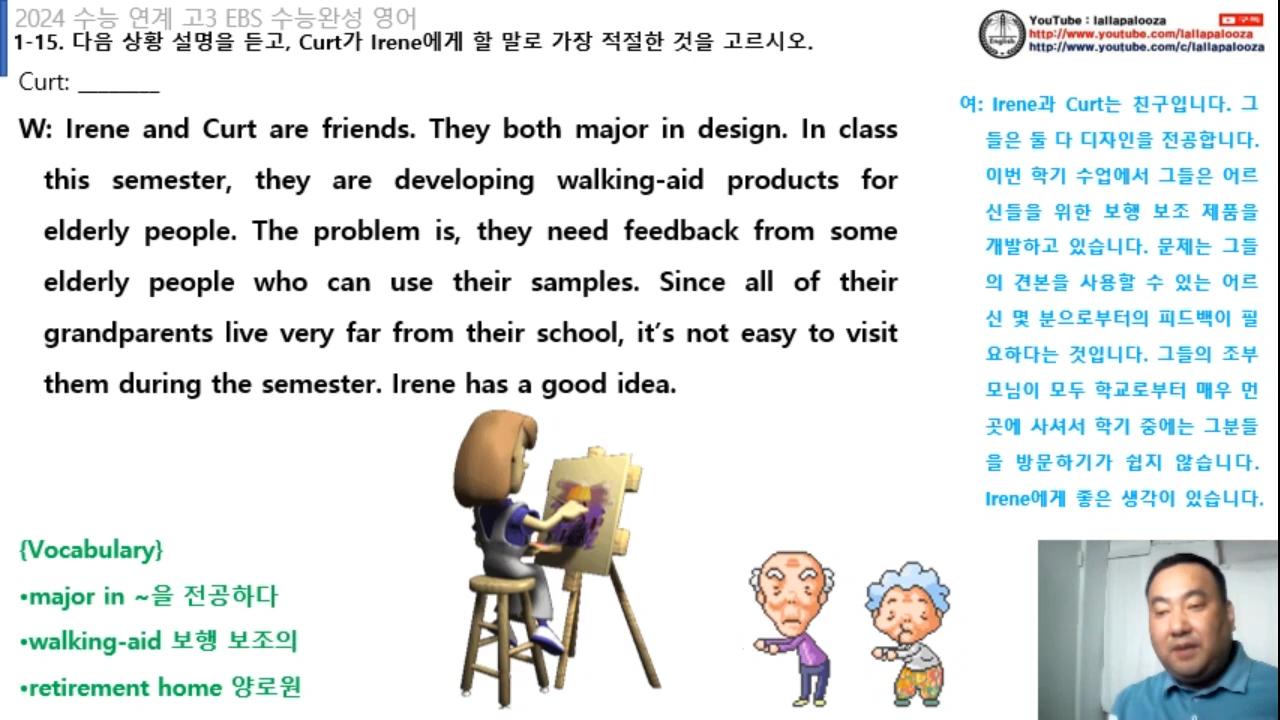 2024 수능 연계 고3 EBS 수능완성 영어
1-15. 다음 상황 설명을 듣고, Curt가 Irene에게 할 말로 가장 적절한 것을 고르시오.
Curt: ________
W: Irene and Curt are friends. They both major in design. In class
this semester, they are developing walking-aid products for
elderly people. The problem is, they need feedback from some
elderly people who can use their samples. Since all of their
grandparents live very far from their school, it's not easy to visit
them during the semester. Irene has a good idea.
{Vocabulary}
•major in ~을 전공하다
•walking-aid 보행 보조의
•retirement home 양로원
English
YouTube : lallapalooza
구독
http://www.youtube.com/lallapalooza
http://www.youtube.com/c/lallapalooza
여: Irene과 Curt는 친구입니다. 그
들은 둘 다 디자인을 전공합니다.
이번 학기 수업에서 그들은 어르
신들을 위한 보행 보조 제품을
개발하고 있습니다. 문제는 그들
의 견본을 사용할 수 있는 어르
신 몇 분으로부터의 피드백이 필
요하다는 것입니다. 그들의 조부
모님이 모두 학교로부터 매우 먼
곳에 사셔서 학기 중에는 그분들
을 방문하기가 쉽지 않습니다.
Irene에게 좋은 생각이 있습니다.